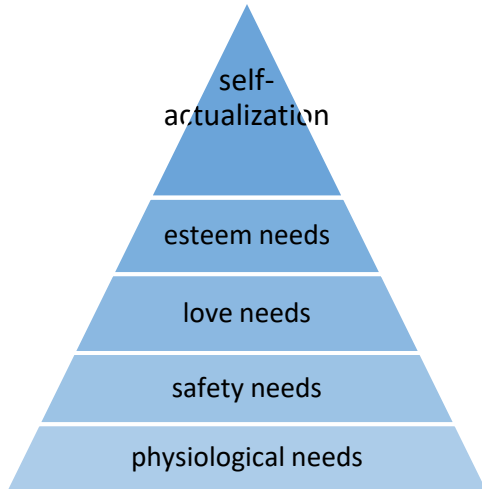 self-
actualization
esteem needs
love needs
safety needs
physiological needs